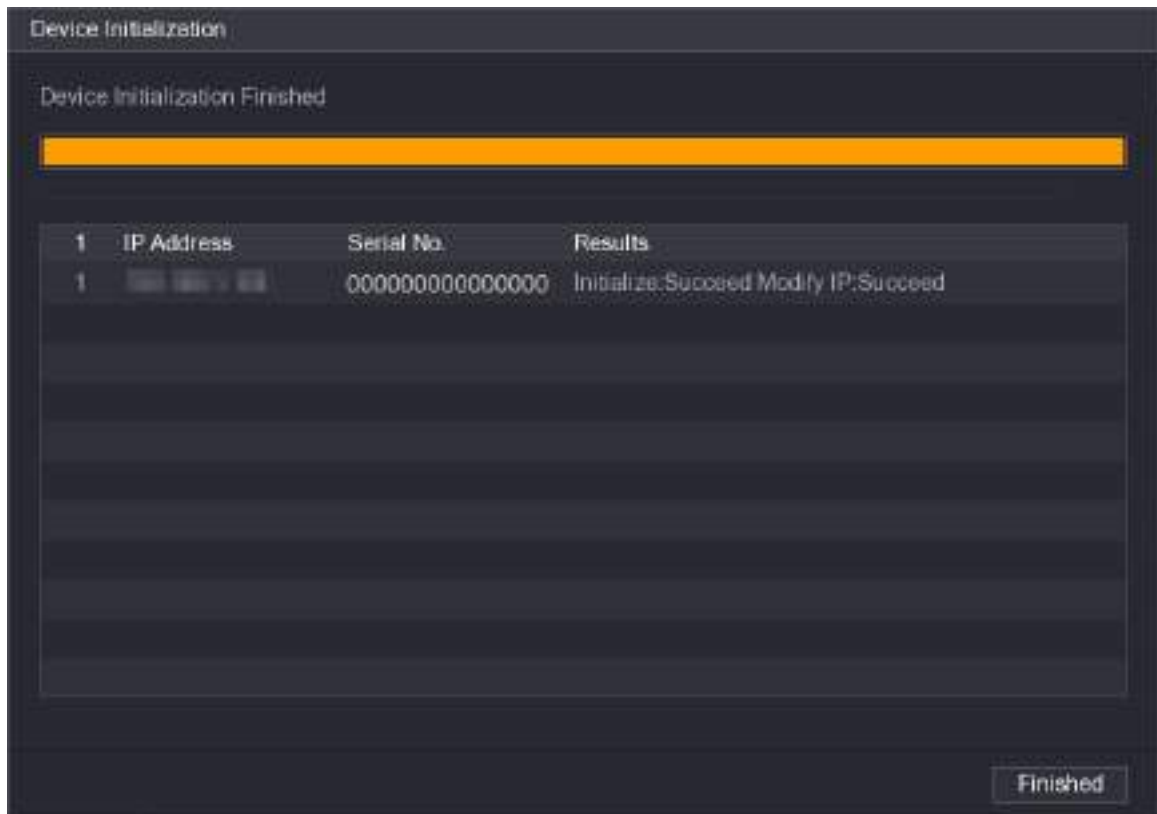 Device Initialization
Device Initialization Finished
1 IP Address Serial No. Results
1 000000000000000 Initialize:Succeed Modify IP:Succeed
Finished